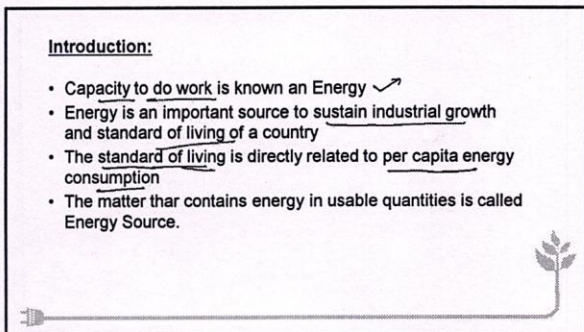 Introduction:
• Capacity to do work is known an Energy
• Energy is an important source to sustain industrial growth
and standard of living of a country
• The standard of living is directly related to per capita energy
consumption
• The matter thar contains energy in usable quantities is called
Energy Source.